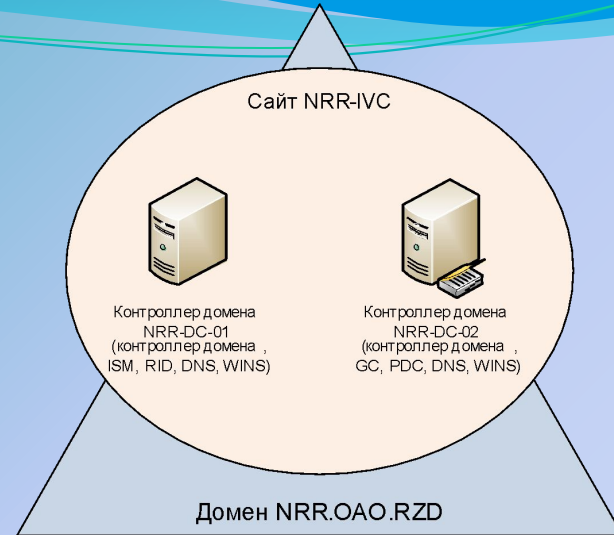 Сайт NRR-IVC
Контроллер домена
NRR-DC-01
(контроллер домена ,
ISM, RID, DNS, WINS)
Контроллер домена
NRR-DC-02
(контроллер домена ,
GC, PDC, DNS, WINS)
Домен NRR.OAO.RZD